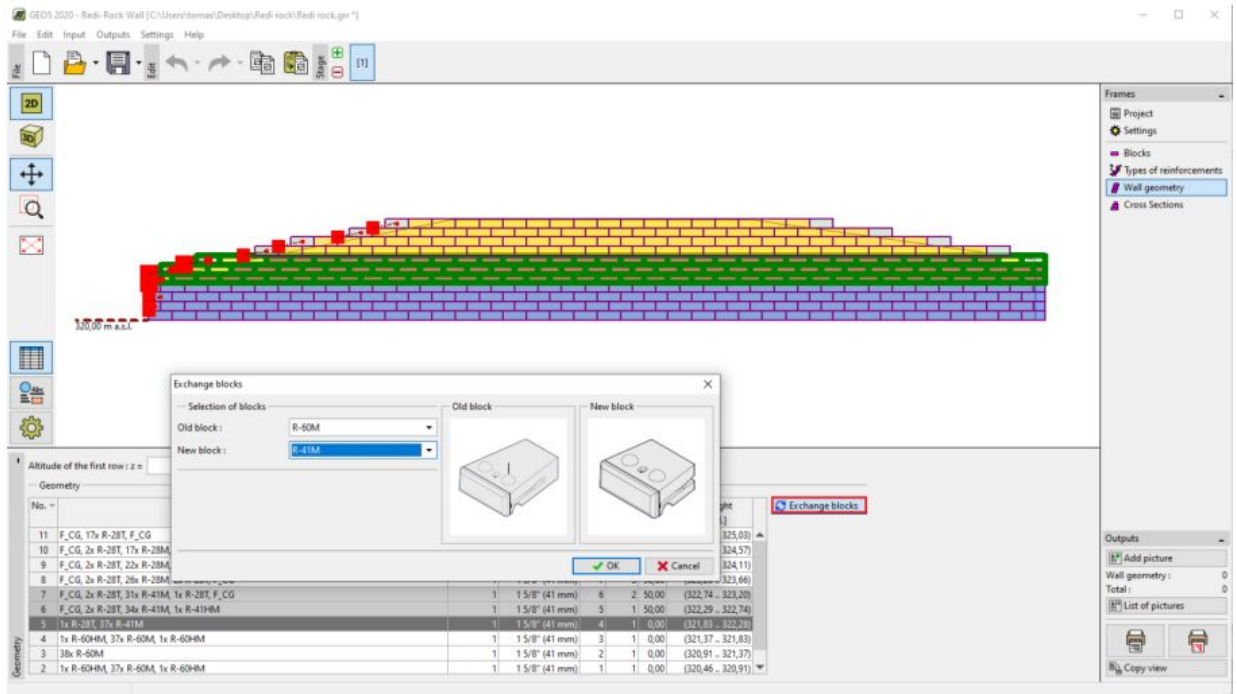 GEO5 2020 - Redi-Rock Wall [C:\Users\tomas\Desktop\Redi rock\Redi rock.grr *]
File Edit Input Outputs Settings Help
File
Edit
Stage
[1]
2D
3D
Frames
Project
Settings
Blocks
Types of reinforcements
Wall geometry
Cross Sections
320,00 m a.s.l.
Exchange blocks
Selection of blocks
Old block :
R-60M
New block :
R-41M
Old block
New block
OK
Cancel
Altitude of the first row : z =
Geometry
No.
Exchange blocks
11 F_CG, 17x R-28T, F_CG 325,03)
10 F_CG, 2x R-28T, 17x R-28M, 324,57)
9 F_CG, 2x R-28T, 22x R-28M, 324,11)
8 F_CG, 2x R-28T, 26x R-28M, 323,66)
7 F_CG, 2x R-28T, 31x R-41M, 1x R-28T, F_CG 1 1 5/8" (41 mm) 6 2 50,00 (322,74 .. 323,20)
6 F_CG, 2x R-28T, 34x R-41M, 1x R-41HM 1 1 5/8" (41 mm) 5 1 50,00 (322,29 .. 322,74)
5 1x R-28T, 37x R-41M 1 1 5/8" (41 mm) 4 1 0,00 (321,83 .. 322,28)
4 1x R-60HM, 37x R-60M, 1x R-60HM 1 1 5/8" (41 mm) 3 1 0,00 (321,37 .. 321,83)
3 38x R-60M 1 1 5/8" (41 mm) 2 1 0,00 (320,91 .. 321,37)
2 1x R-60HM, 37x R-60M, 1x R-60HM 1 1 5/8" (41 mm) 1 1 0,00 (320,46 .. 320,91)
Geometry
Outputs
Add picture
Wall geometry : 0
Total : 0
List of pictures
Copy view